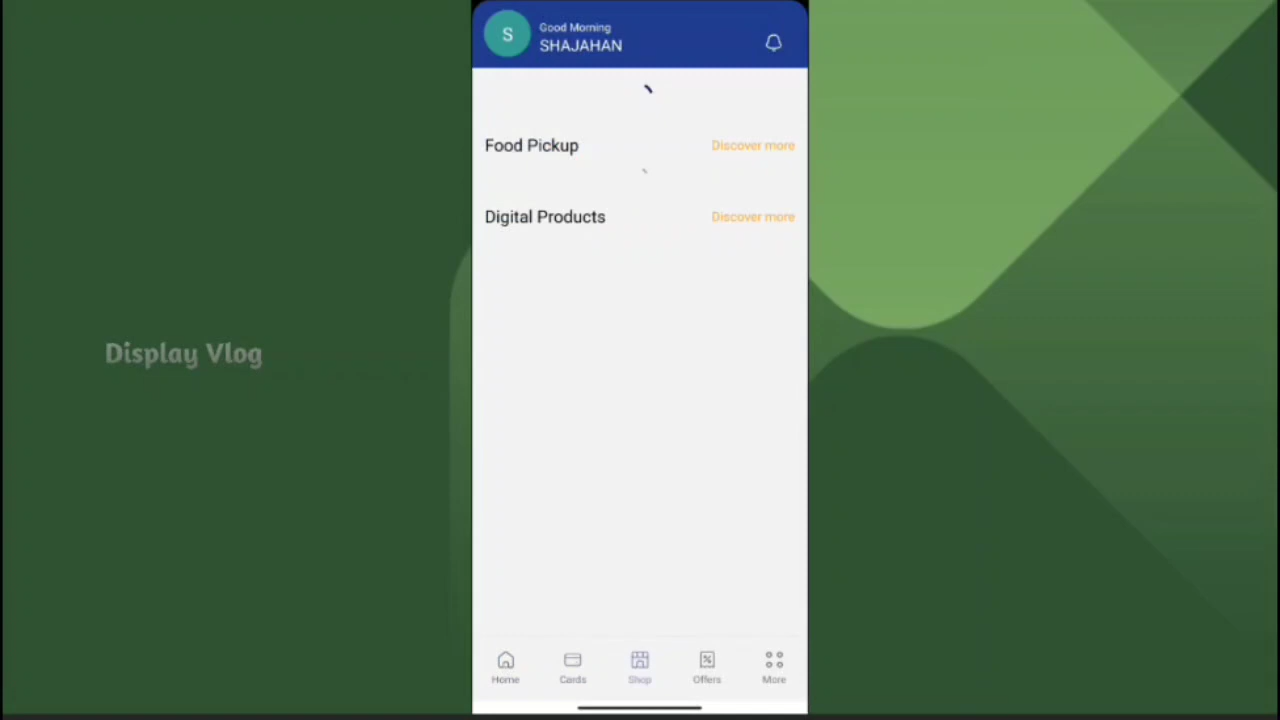 S
Good Morning
SHAJAHAN
Food Pickup
Discover more
Digital Products
Discover more
Display Vlog
Home
Cards
Shop
Offers
More